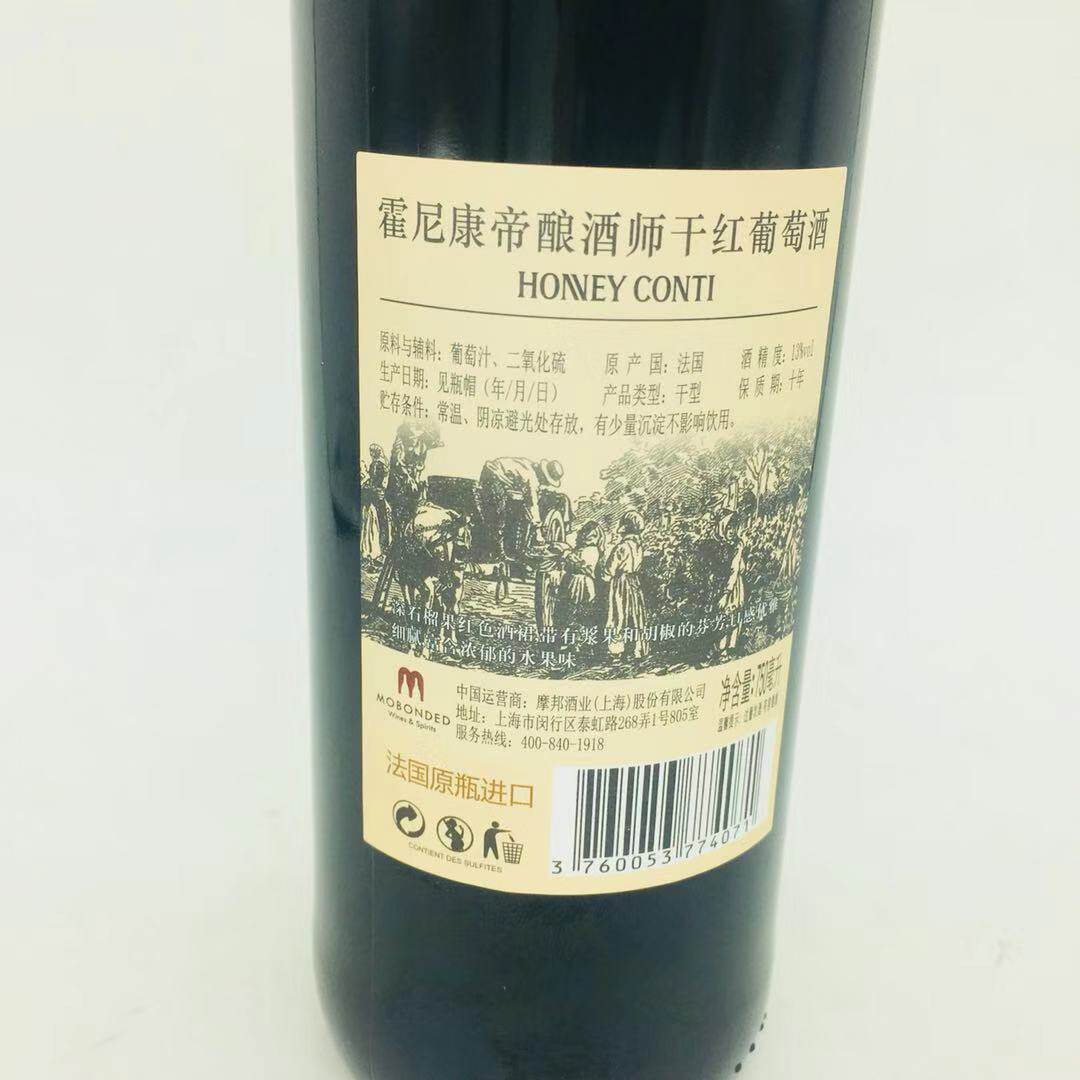 霍尼康帝酿酒师干红葡萄酒
HONNEY CONTI
原料与辅料：葡萄汁、二氧化硫 原 产 国：法国 酒 精 度：13%vol
生产日期：见瓶帽（年/月/日） 产品类型：干型 保 质 期：十年
贮存条件：常温、阴凉避光处存放，有少量沉淀不影响饮用。
深石榴果红色酒裙带有浆果和胡椒的芬芳口感优雅
细腻 浓郁的水果味
净含量：750毫升
MOBONDED
Wines & Spirits
中国运营商：摩邦酒业(上海)股份有限公司
地址：上海市闵行区泰虹路268弄1号805室
服务热线：400-840-1918
温馨提示：过量饮酒
法国原瓶进口
CONTIENT DES SULFITES
3 760053 774071